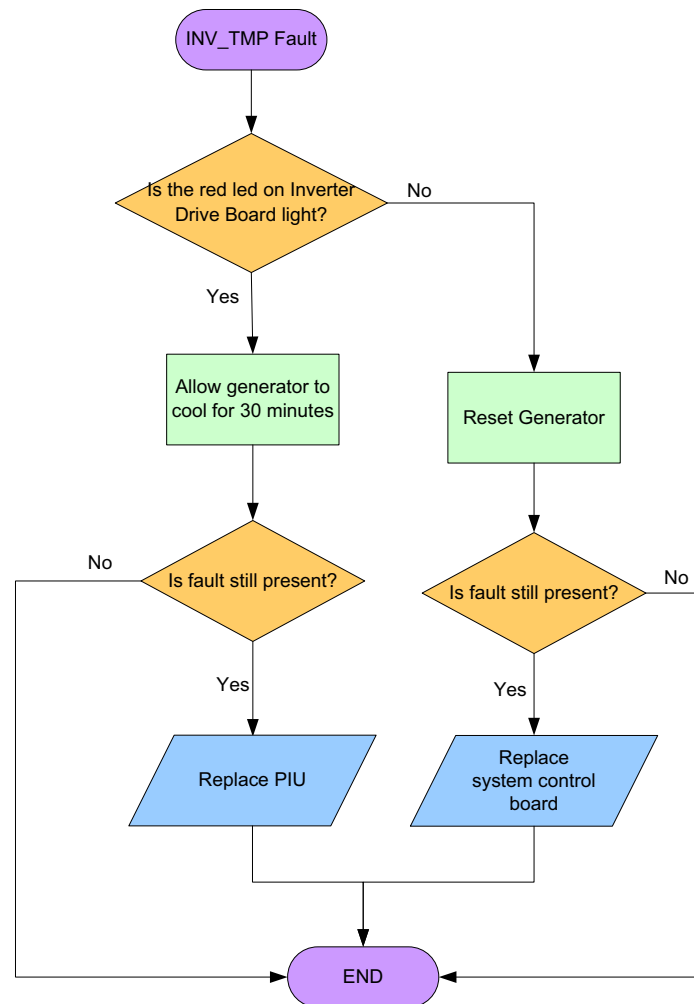 INV_TMP Fault
Is the red led on Inverter
Drive Board light?
No
Yes
Allow generator to
cool for 30 minutes
Reset Generator
No
Is fault still present?
Is fault still present?
No
Yes
Yes
Replace PIU
Replace
system control
board
END